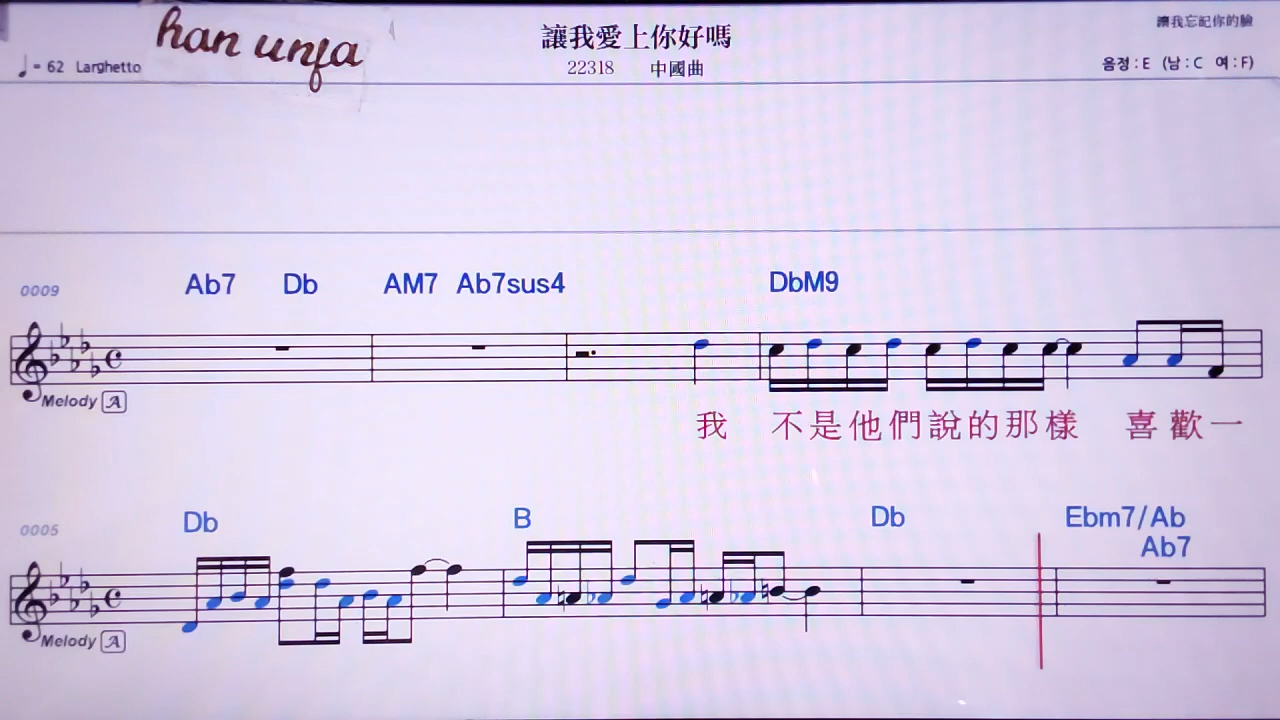 han unfa
讓我愛上你好嗎
讓我忘記你的臉
♩= 62 Larghetto
22318 中國曲
음정 : E (남 : C 여 : F)
0009
Ab7 Db AM7 Ab7sus4 DbM9
Melody A
我 不是他們說的那樣 喜歡一
0005
Db B Db Ebm7/Ab
Ab7
Melody A